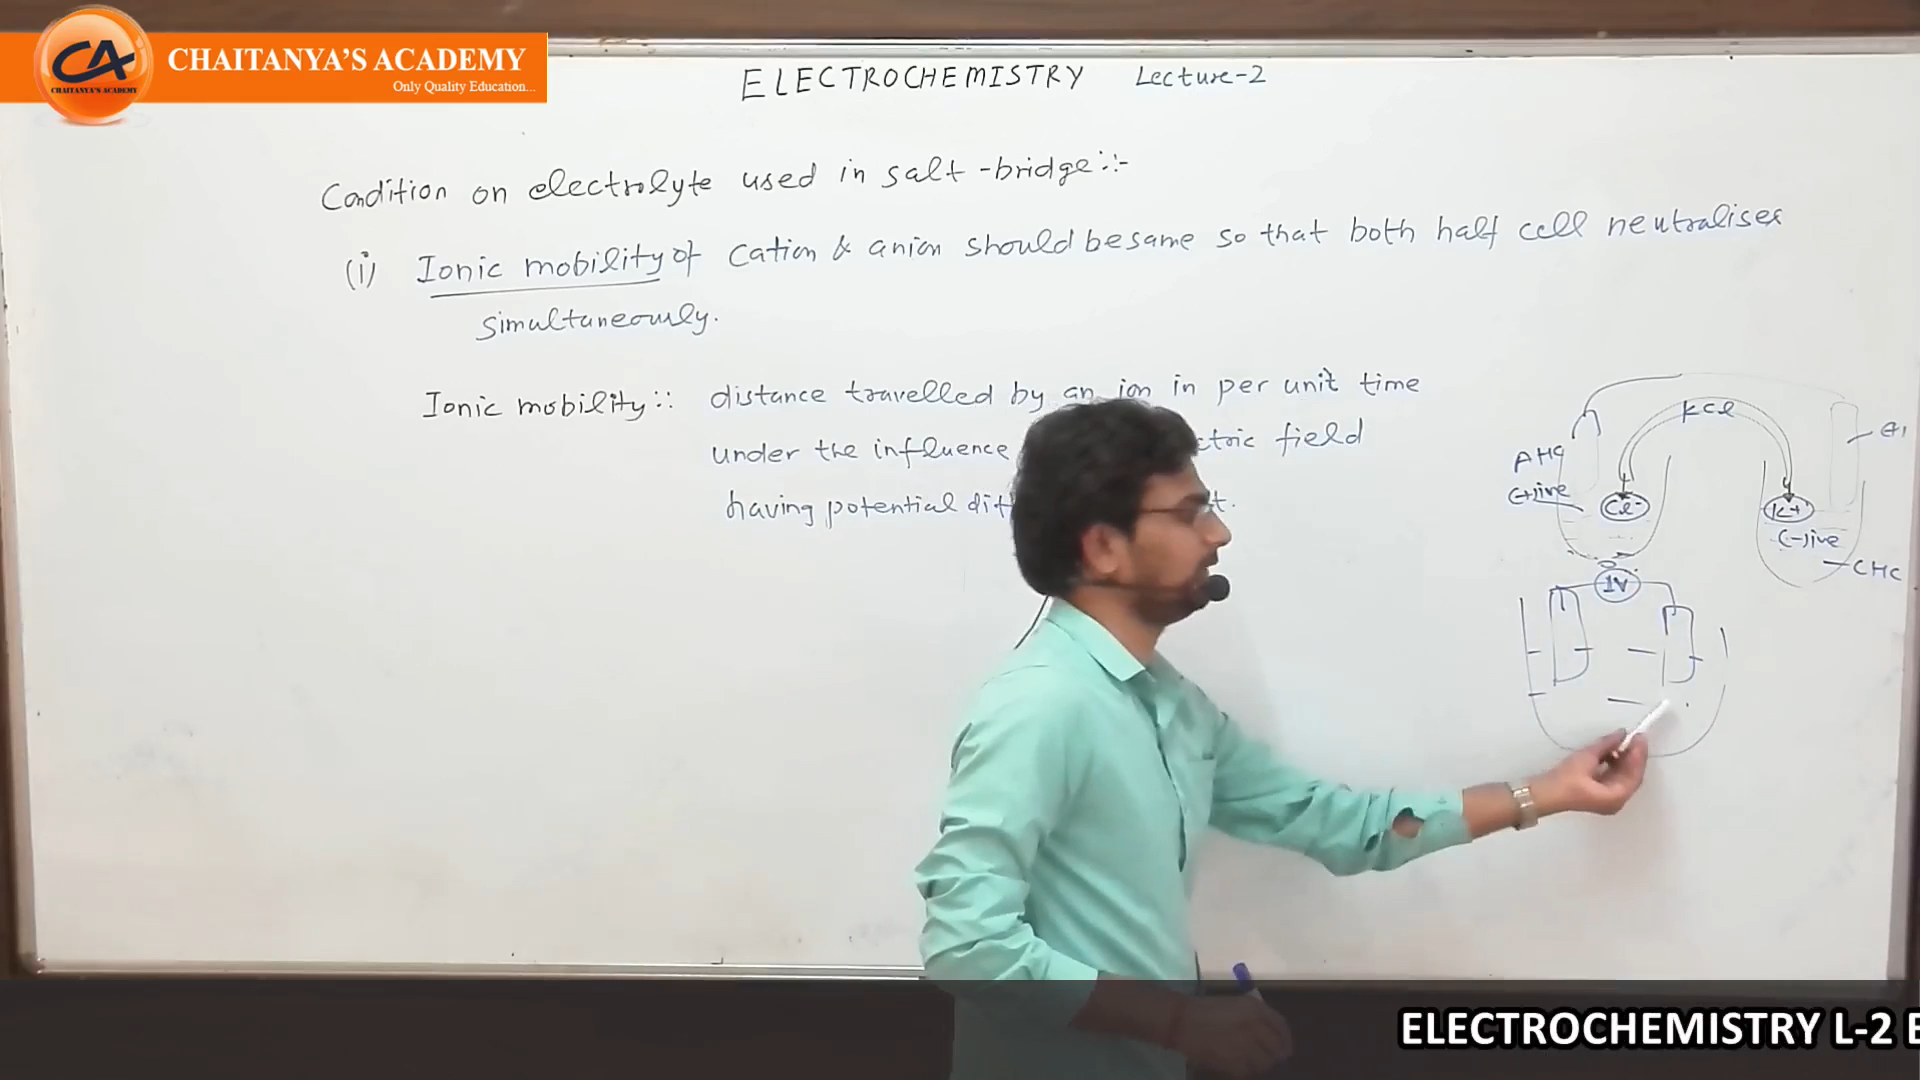 CHAITANYA'S ACADEMY
Only Quality Education...
CA
CHAITANYA'S ACADEMY
ELECTROCHEMISTRY Lecture-2
Condition on electrolyte used in salt-bridge::-
(i) Ionic mobility of Cation & anion should be same so that both half cell neutralises
simultaneously.
Ionic mobility:: distance travelled by an ion in per unit time
under the influence ctric field
having potential t.
KCl
AHC
(+)ive
Cl-
K+
(-)ive
CHC
1V
ELECTROCHEMISTRY L-2